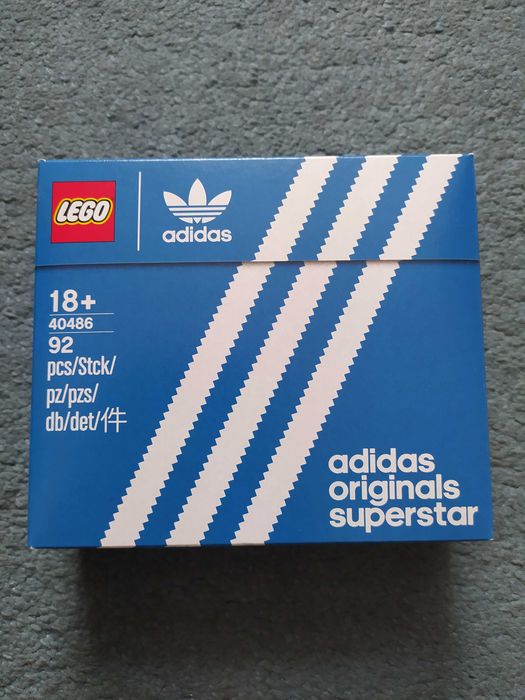 LEGO
adidas
18+
40486
92
pcs/Stck/
pz/pzs/
db/det/件
adidas
originals
superstar